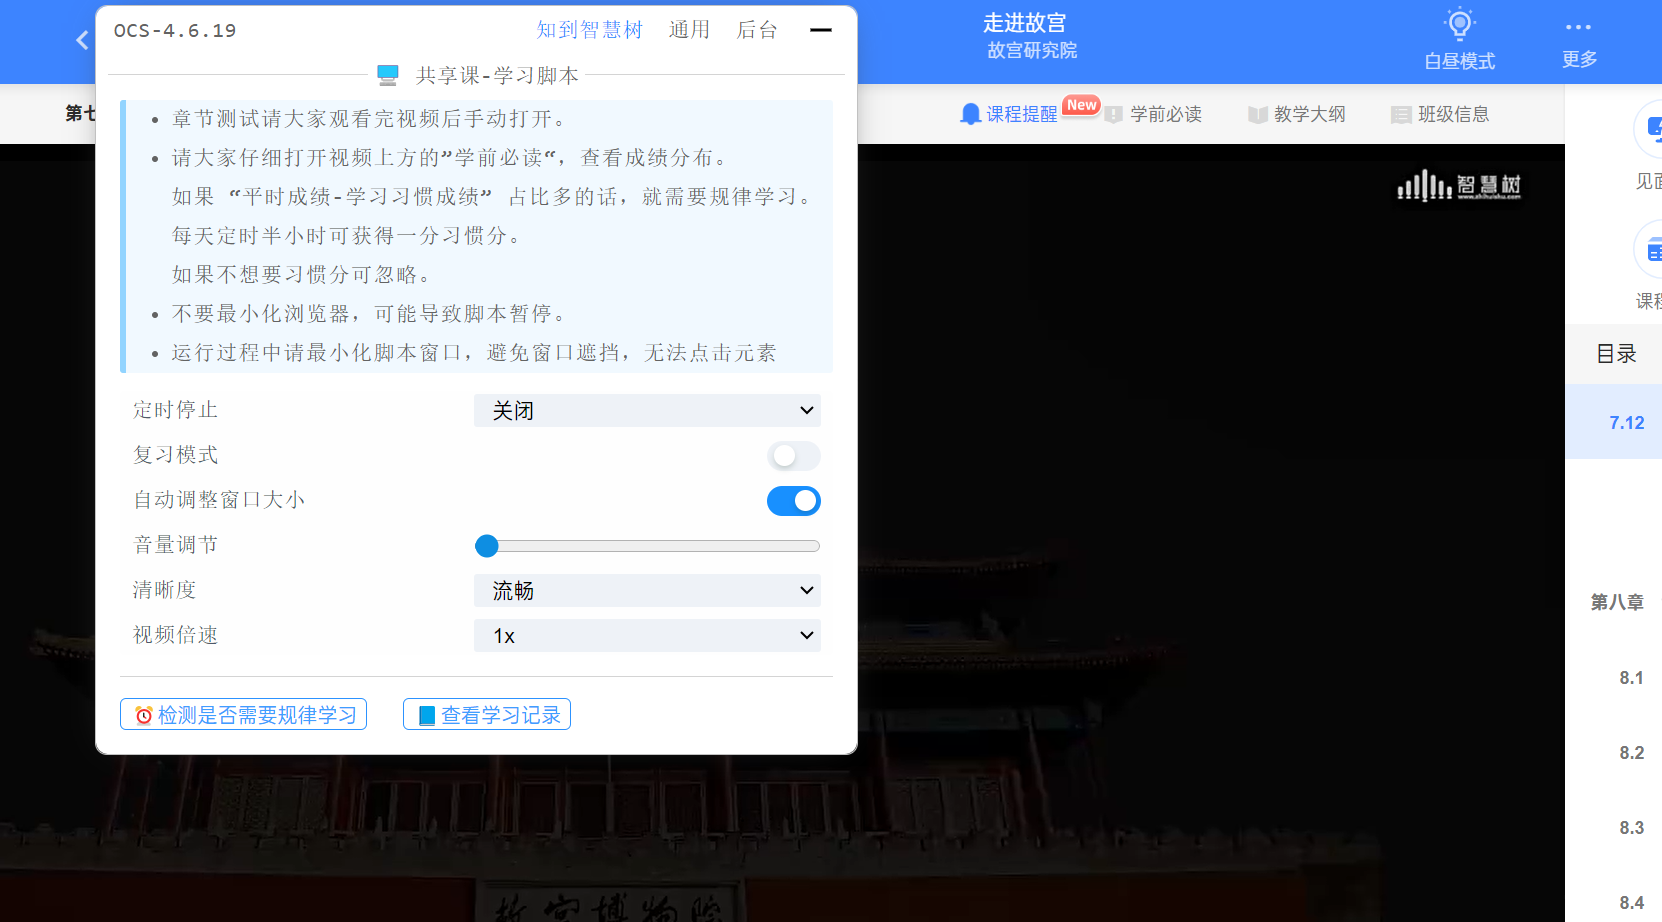 OCS-4.6.19
知到智慧树
通用
后台
共享课-学习脚本
章节测试请大家观看完视频后手动打开。
请大家仔细打开视频上方的”学前必读“，查看成绩分布。
如果 “平时成绩-学习习惯成绩” 占比多的话，就需要规律学习。
每天定时半小时可获得一分习惯分。
如果不想要习惯分可忽略。
不要最小化浏览器，可能导致脚本暂停。
运行过程中请最小化脚本窗口，避免窗口遮挡，无法点击元素
定时停止
关闭
复习模式
自动调整窗口大小
音量调节
清晰度
流畅
视频倍速
1x
检测是否需要规律学习
查看学习记录
走进故宫
故宫研究院
白昼模式
更多
第七
课程提醒
New
学前必读
教学大纲
班级信息
智慧树
www.zhihuishu.com
见面
课程
目录
7.12
第八章
8.1
8.2
8.3
8.4
故宫博物院